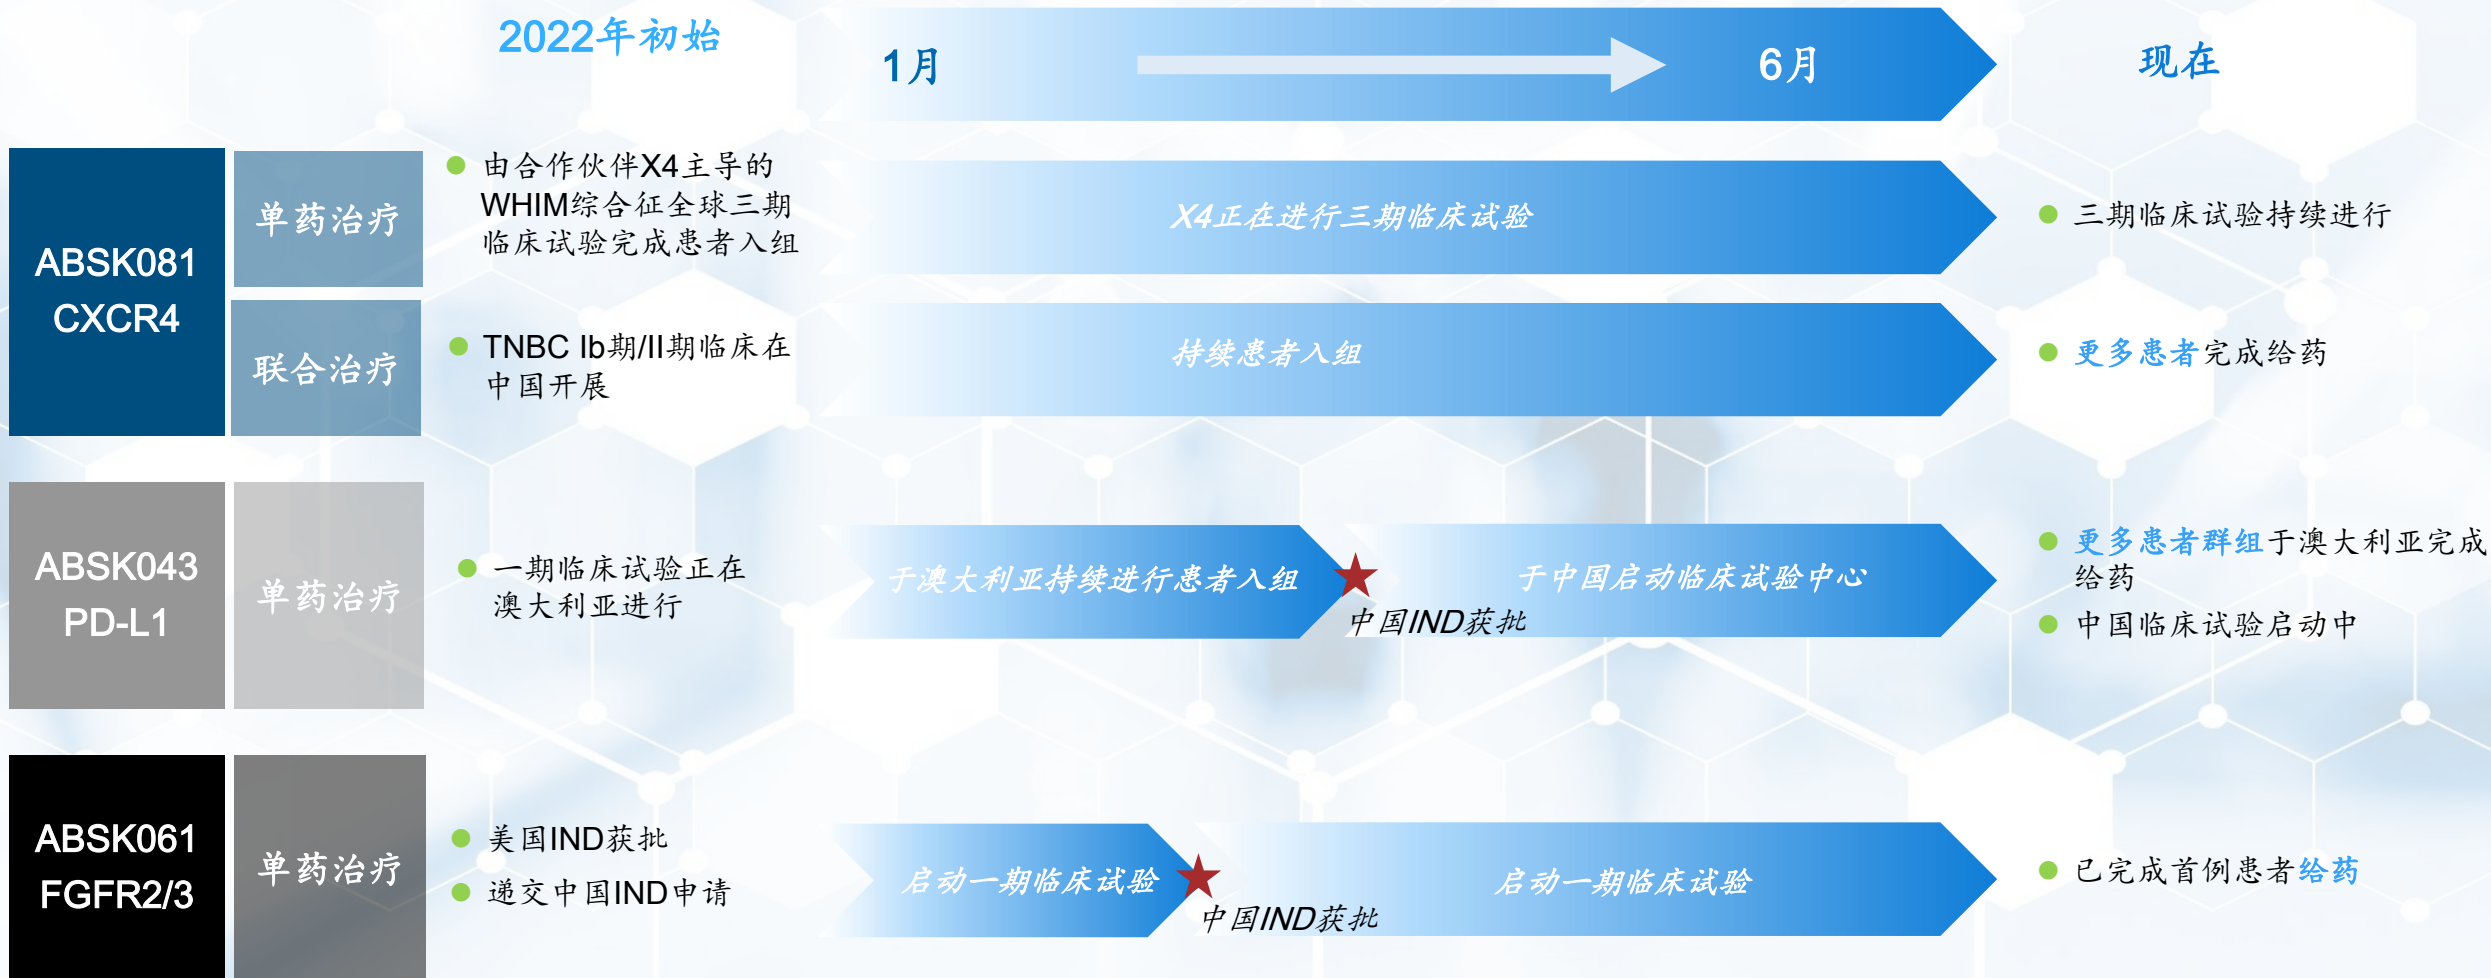 2022年初始
1月
6月
现在
ABSK081
CXCR4
单药治疗
由合作伙伴X4主导的
WHIM综合征全球三期
临床试验完成患者入组
X4正在进行三期临床试验
三期临床试验持续进行
联合治疗
TNBC Ib期/II期临床在
中国开展
持续患者入组
更多患者完成给药
ABSK043
PD-L1
单药治疗
一期临床试验正在
澳大利亚进行
于澳大利亚持续进行患者入组
中国IND获批
于中国启动临床试验中心
更多患者群组于澳大利亚完成
给药
中国临床试验启动中
ABSK061
FGFR2/3
单药治疗
美国IND获批
递交中国IND申请
启动一期临床试验
中国IND获批
启动一期临床试验
已完成首例患者给药